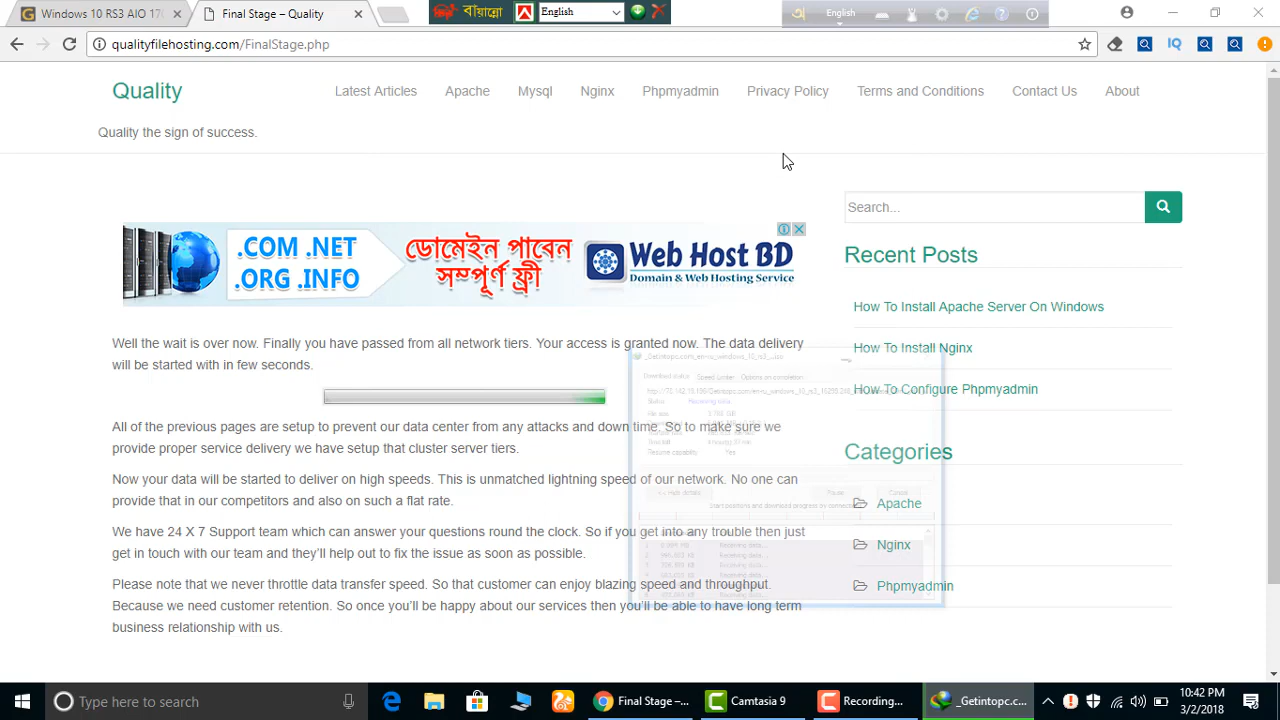 Windows 10 RS3 AIO 170
Final Stage – Quality
বায়ান্নো
English
English
qualityfilehosting.com/FinalStage.php
Quality
Latest Articles
Apache
Mysql
Nginx
Phpmyadmin
Privacy Policy
Terms and Conditions
Contact Us
About
Quality the sign of success.
.COM .NET
.ORG .INFO
ডোমেইন পাবেন
সম্পূর্ণ ফ্রী
Web Host BD
Domain & Web Hosting Service
Well the wait is over now. Finally you have passed from all network tiers. Your access is granted now. The data delivery
will be started with in few seconds.
All of the previous pages are setup to prevent our data center from any attacks and down time. So to make sure we
provide proper service delivery we have setup that cluster server tiers.
Now your data will be started to deliver on high speeds. This is unmatched lightning speed of our network. No one can
provide that in our competitors and also on such a flat rate.
We have 24 X 7 Support team which can answer your questions round the clock. So if you get into any trouble then just
get in touch with our team and they'll help out to fix the issue as soon as possible.
Please note that we never throttle data transfer speed. So that customer can enjoy blazing speed and throughput.
Because we need customer retention. So once you'll be happy about our services then you'll be able to have long term
business relationship with us.
Search...
Recent Posts
How To Install Apache Server On Windows
How To Install Nginx
How To Configure Phpmyadmin
Categories
Apache
Nginx
Phpmyadmin
Download status
Speed Limiter
Options on completion
Status
File size
Resume capability
Yes
Type here to search
Final Stage –...
Camtasia 9
Recording...
_Getintopc.c...
10:42 PM
3/2/2018